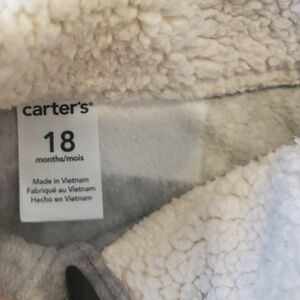 carter's®
18
months/mois
Made in Vietnam
Fabriqué au Vietnam
Hecho en Vietnam